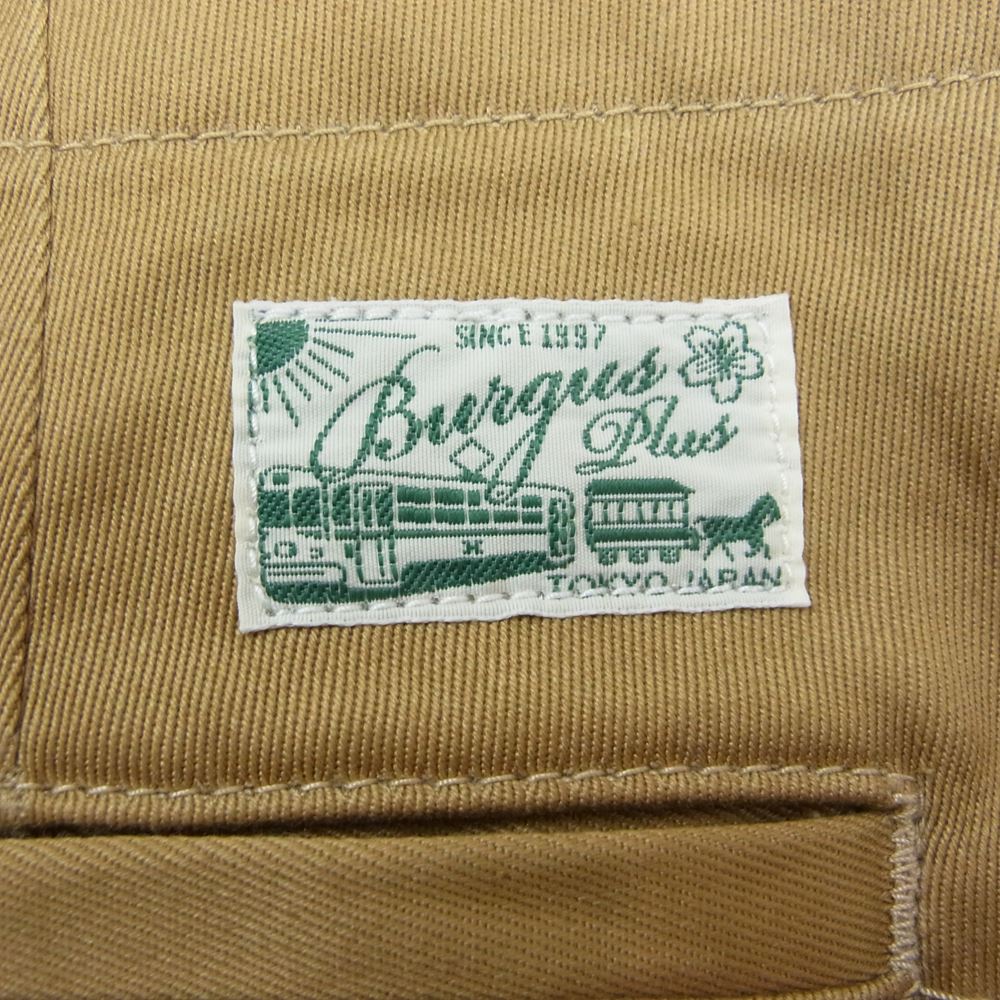 SINCE 1997
Burgus
Plus
TOKYO JAPAN